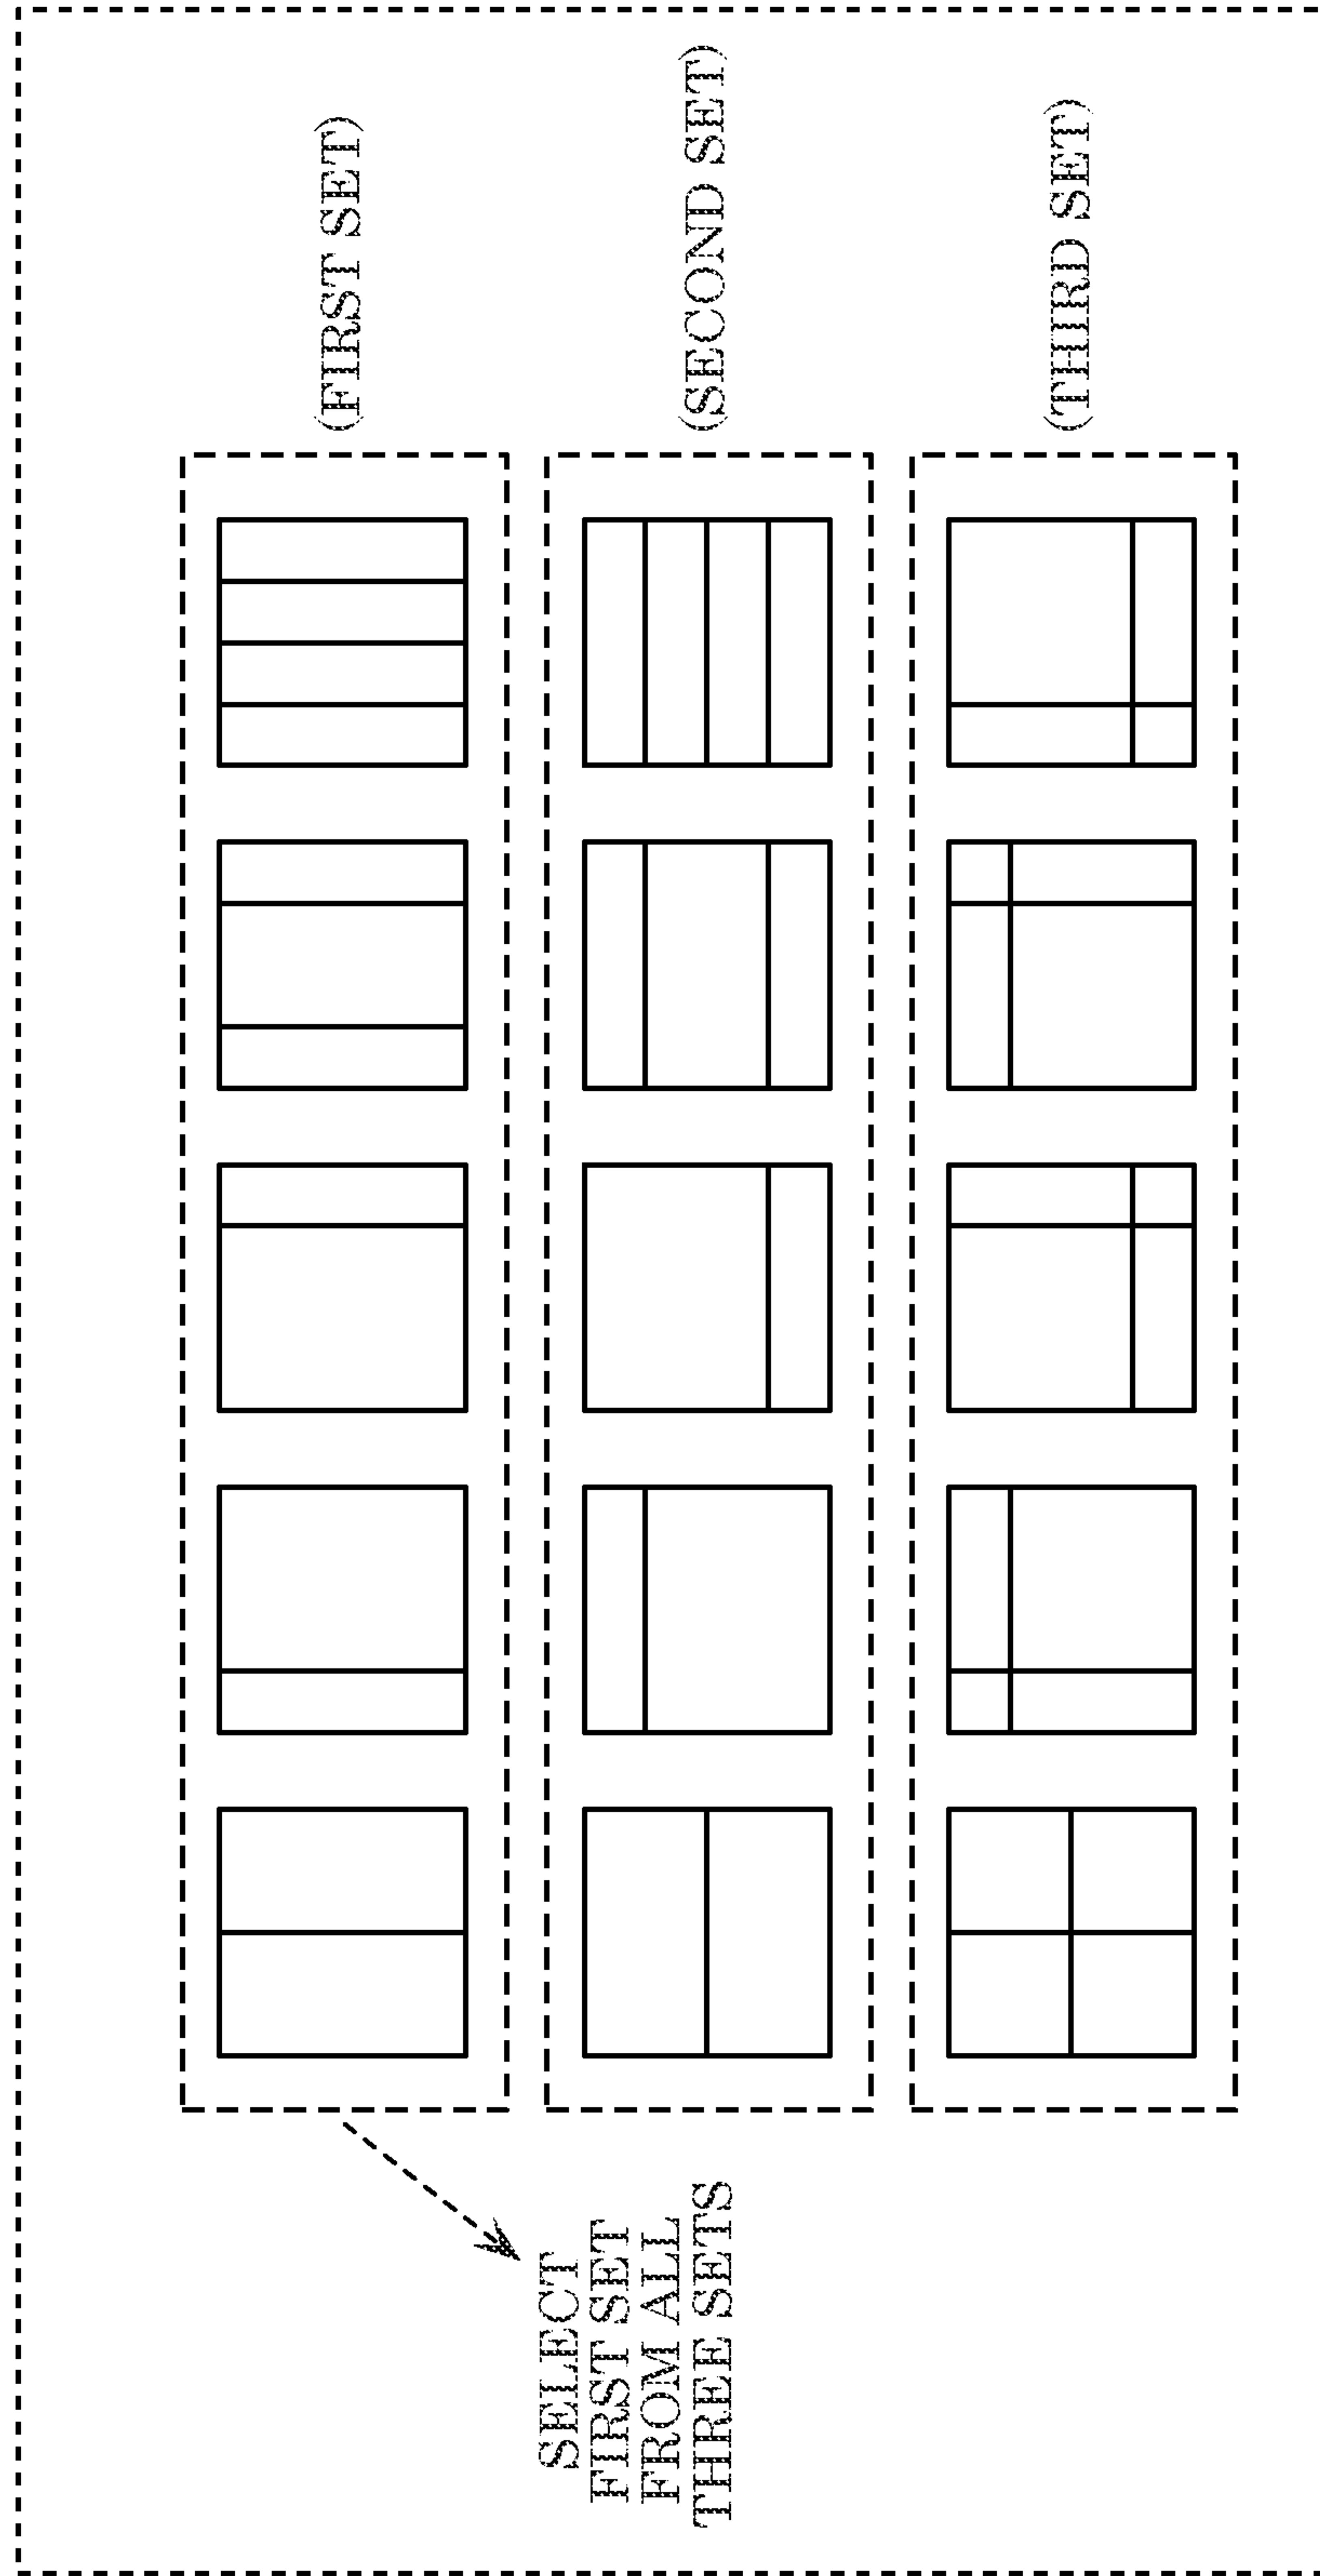 (FIRST SET)
(SECOND SET)
(THIRD SET)
SELECT
FIRST SET
FROM ALL
THREE SETS